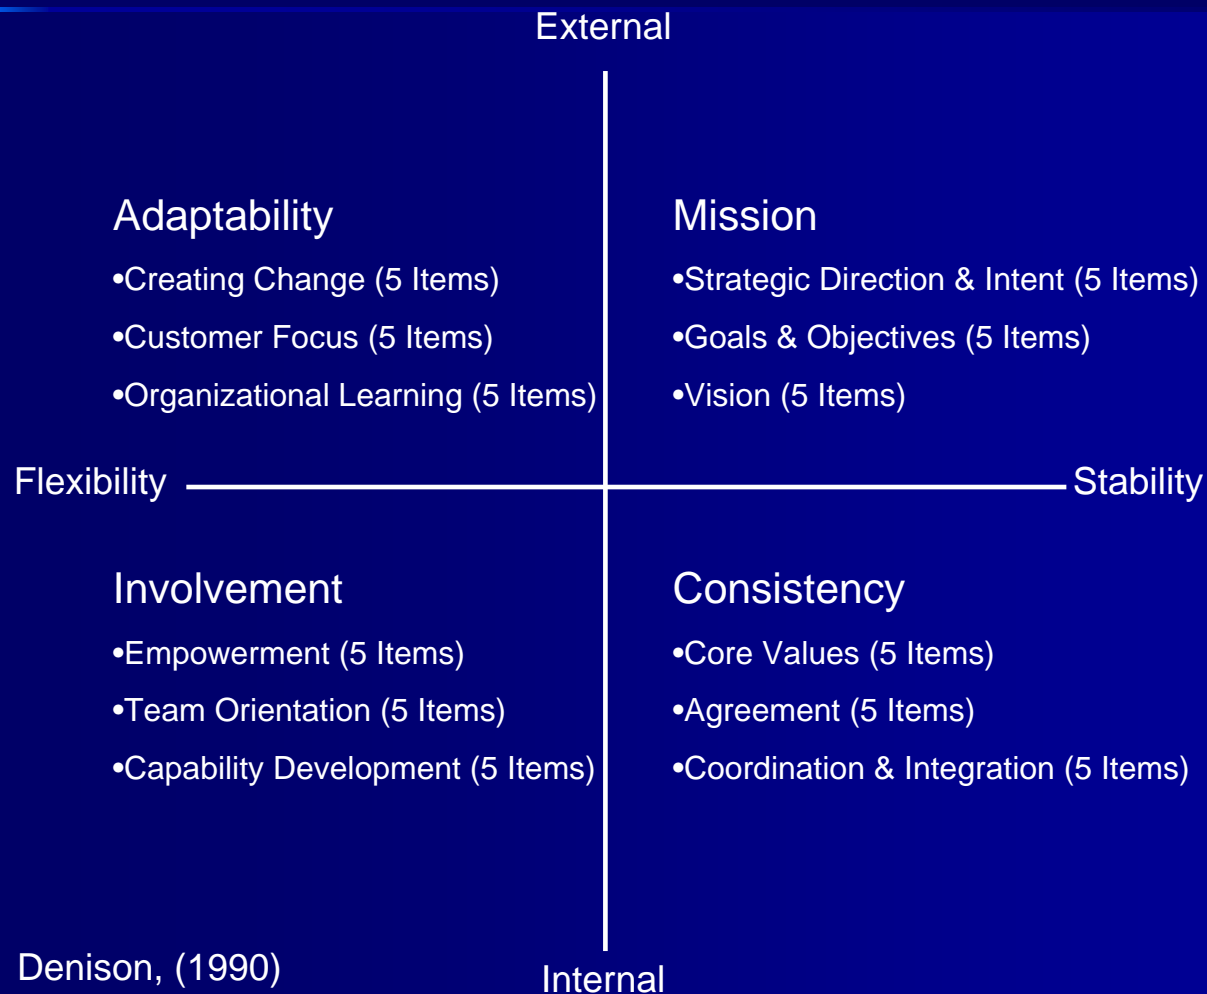 External
Adaptability
•Creating Change (5 Items)
•Customer Focus (5 Items)
•Organizational Learning (5 Items)
Mission
•Strategic Direction & Intent (5 Items)
•Goals & Objectives (5 Items)
•Vision (5 Items)
Flexibility
Stability
Involvement
•Empowerment (5 Items)
•Team Orientation (5 Items)
•Capability Development (5 Items)
Consistency
•Core Values (5 Items)
•Agreement (5 Items)
•Coordination & Integration (5 Items)
Denison, (1990)
Internal